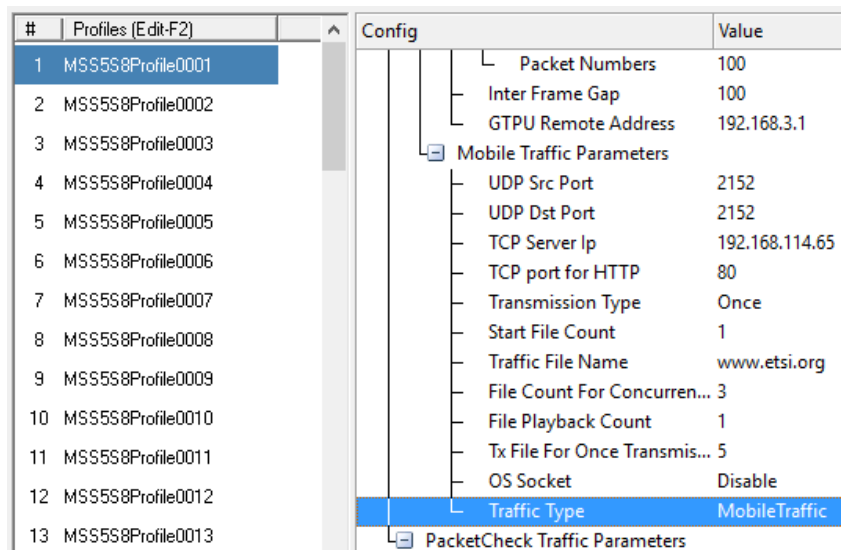 # Profiles (Edit-F2)
1 MSS5S8Profile0001
2 MSS5S8Profile0002
3 MSS5S8Profile0003
4 MSS5S8Profile0004
5 MSS5S8Profile0005
6 MSS5S8Profile0006
7 MSS5S8Profile0007
8 MSS5S8Profile0008
9 MSS5S8Profile0009
10 MSS5S8Profile0010
11 MSS5S8Profile0011
12 MSS5S8Profile0012
13 MSS5S8Profile0013
Config Value
Packet Numbers 100
Inter Frame Gap 100
GTPU Remote Address 192.168.3.1
Mobile Traffic Parameters
UDP Src Port 2152
UDP Dst Port 2152
TCP Server Ip 192.168.114.65
TCP port for HTTP 80
Transmission Type Once
Start File Count 1
Traffic File Name www.etsi.org
File Count For Concurren... 3
File Playback Count 1
Tx File For Once Transmis... 5
OS Socket Disable
Traffic Type MobileTraffic
PacketCheck Traffic Parameters